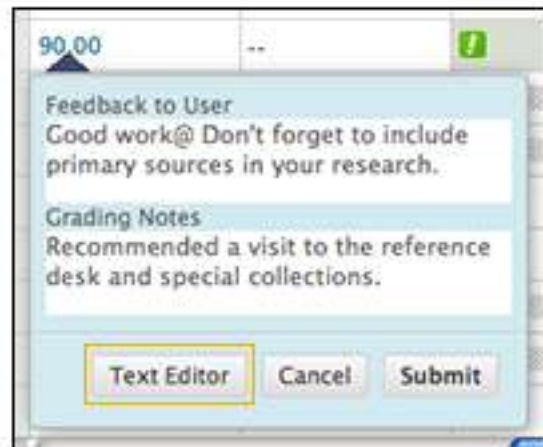 90.00
--
!
Feedback to User
Good work@ Don't forget to include
primary sources in your research.
Grading Notes
Recommended a visit to the reference
desk and special collections.
Text Editor
Cancel
Submit